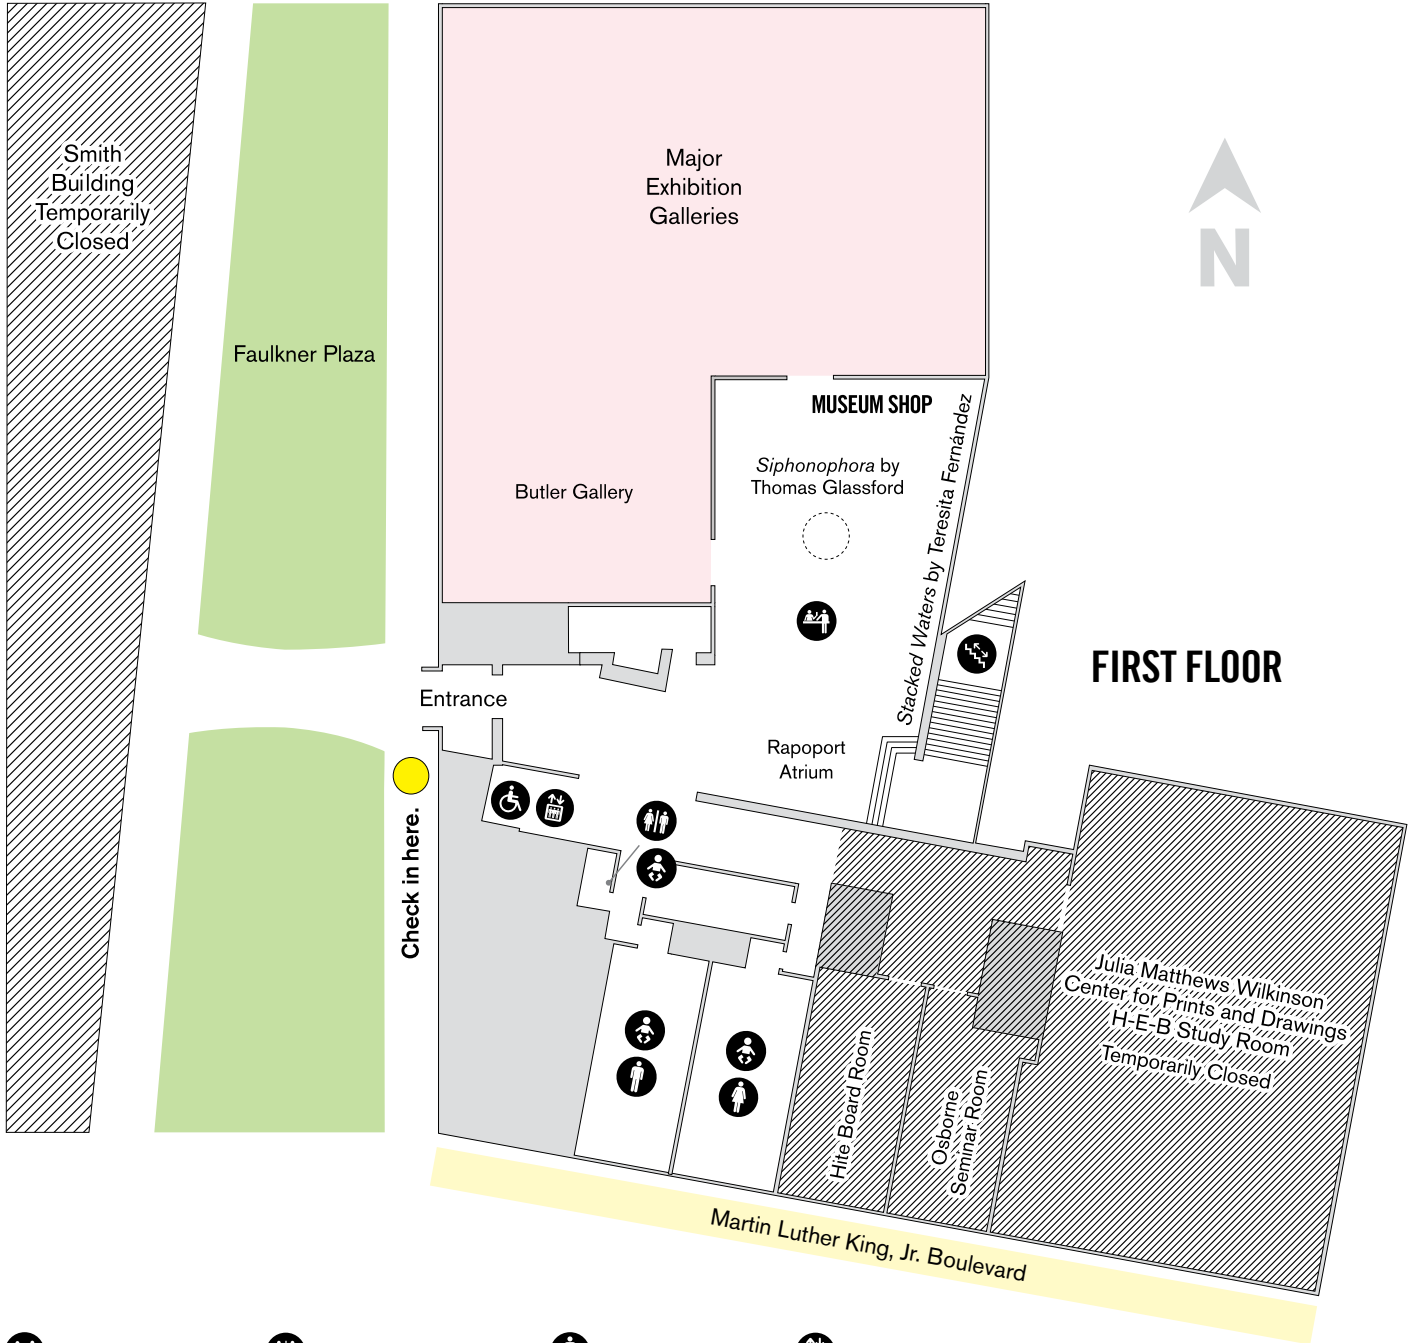 Smith
Building
Temporarily
Closed
Major
Exhibition
Galleries
N
Faulkner Plaza
MUSEUM SHOP
Siphonophora by
Thomas Glassford
Stacked Waters by Teresita Fernández
Butler Gallery
FIRST FLOOR
Entrance
Rapoport
Atrium
Check in here.
Julia Matthews Wilkinson
Center for Prints and Drawings
H-E-B Study Room
Temporarily Closed
Hite Board Room
Osborne
Seminar Room
Martin Luther King, Jr. Boulevard